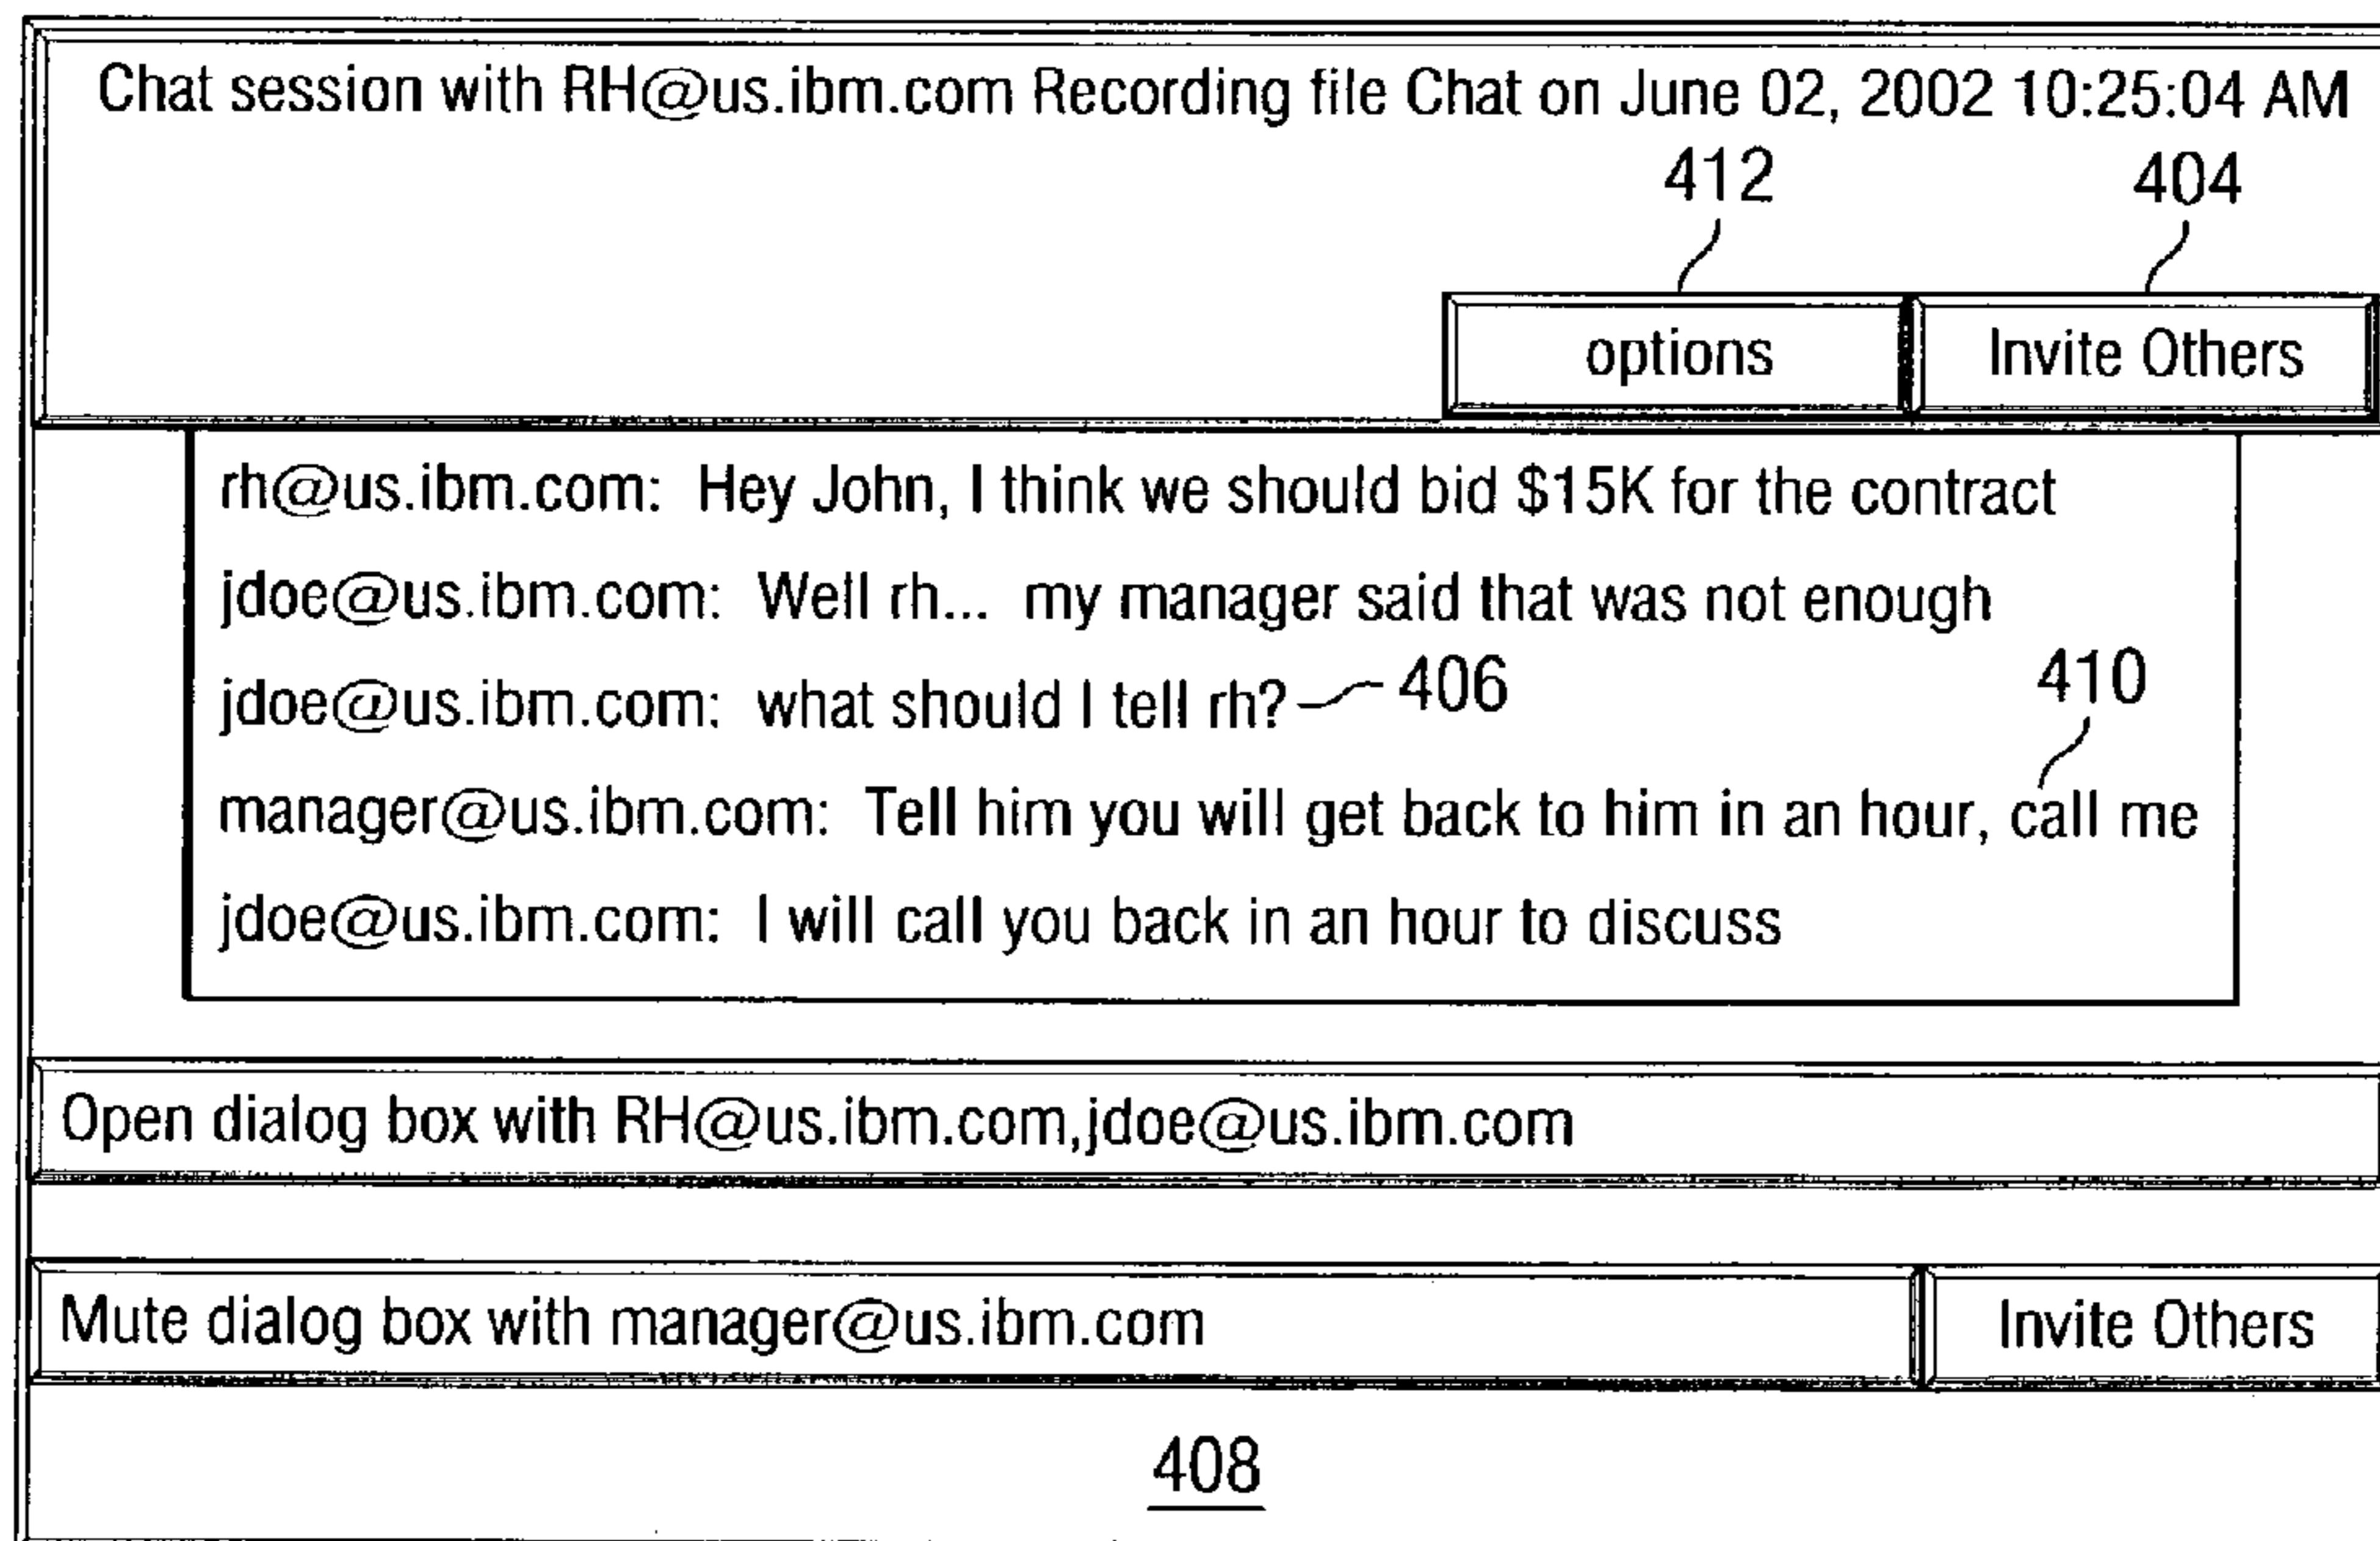 Chat session with RH@us.ibm.com Recording file Chat on June 02, 2002 10:25:04 AM
412
404
options
Invite Others
rh@us.ibm.com: Hey John, I think we should bid $15K for the contract
jdoe@us.ibm.com: Well rh... my manager said that was not enough
jdoe@us.ibm.com: what should I tell rh? 406
410
manager@us.ibm.com: Tell him you will get back to him in an hour, call me
jdoe@us.ibm.com: I will call you back in an hour to discuss
Open dialog box with RH@us.ibm.com,jdoe@us.ibm.com
Mute dialog box with manager@us.ibm.com
Invite Others
408